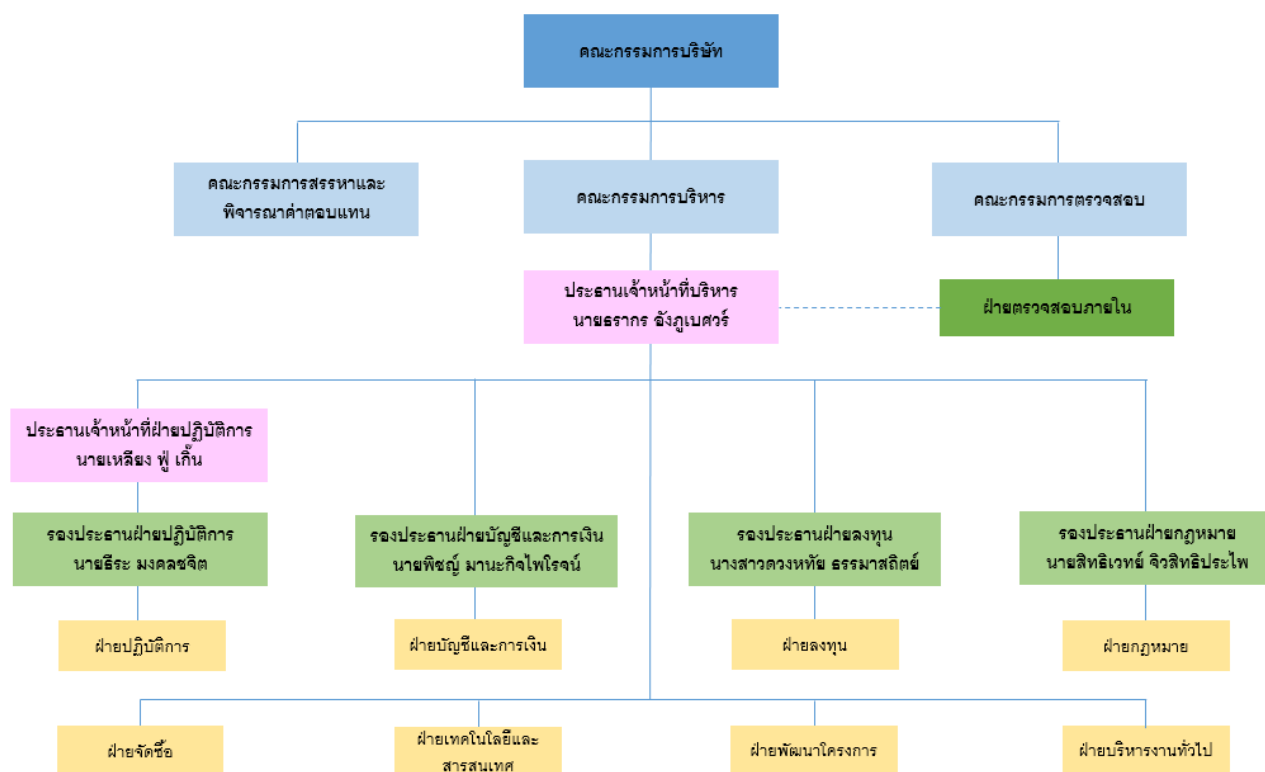 คณะกรรมการบริษัท
คณะกรรมการสรรหาและ
พิจารณาค่าตอบแทน
คณะกรรมการบริหาร
คณะกรรมการตรวจสอบ
ประธานเจ้าหน้าที่บริหาร
นายธรากร อังภูเบศวร์
ฝ่ายตรวจสอบภายใน
ประธานเจ้าหน้าที่ฝ่ายปฏิบัติการ
นายเหลียง ฟู่ เกิ๊น
รองประธานฝ่ายปฏิบัติการ
นายธีระ มงคลชจิต
รองประธานฝ่ายบัญชีและการเงิน
นายพิชญ์ มานะกิจไพโรจน์
รองประธานฝ่ายลงทุน
นางสาวดวงหทัย ธรรมาสถิตย์
รองประธานฝ่ายกฎหมาย
นายสิทธิเวทย์ จิวสิทธิประไพ
ฝ่ายปฏิบัติการ
ฝ่ายบัญชีและการเงิน
ฝ่ายลงทุน
ฝ่ายกฎหมาย
ฝ่ายจัดซื้อ
ฝ่ายเทคโนโลยีและ
สารสนเทศ
ฝ่ายพัฒนาโครงการ
ฝ่ายบริหารงานทั่วไป